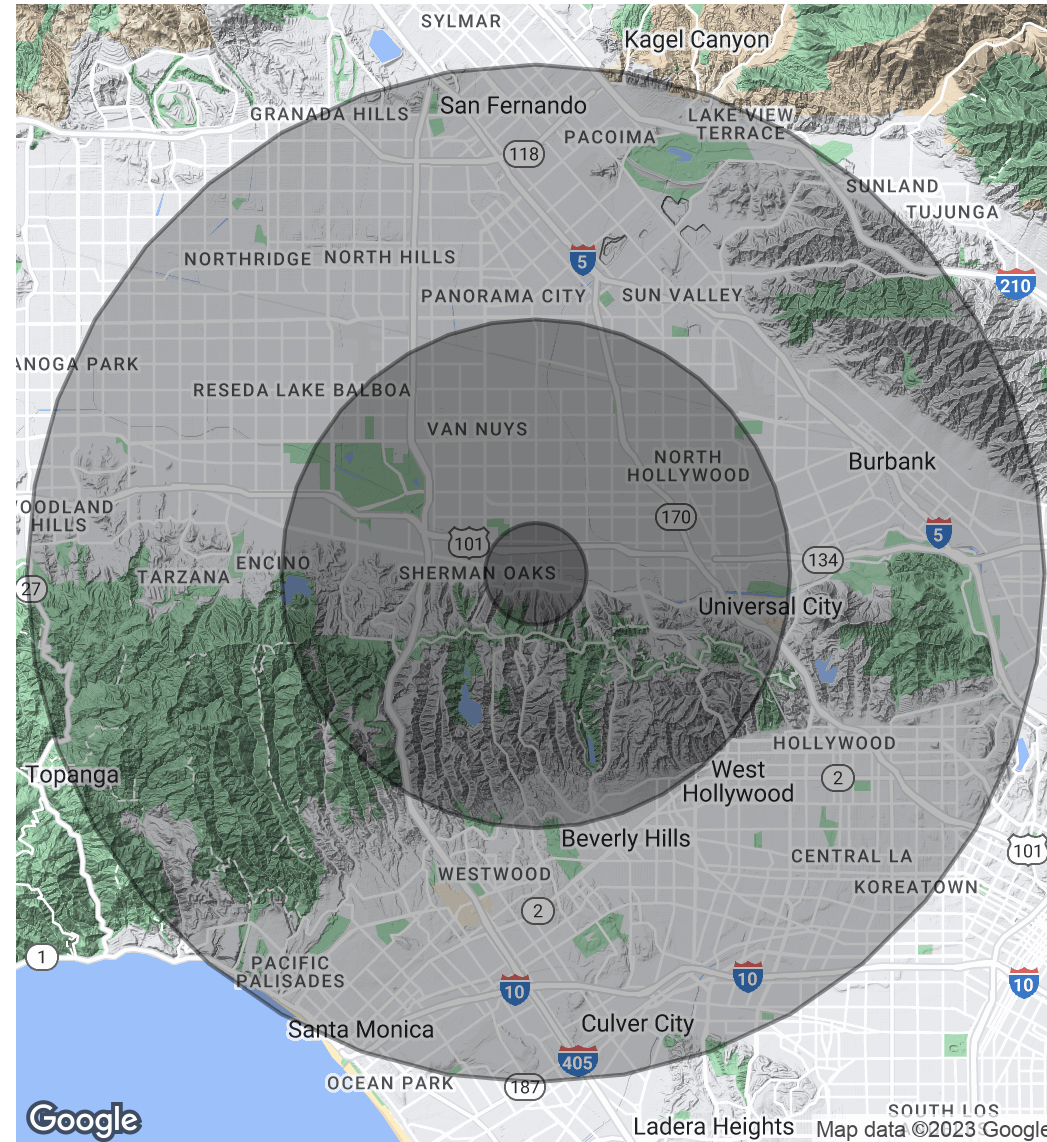 SYLMAR
Kagel Canyon
San Fernando
GRANADA HILLS
LAKE VIEW
TERRACE
PACOIMA
118
SUNLAND
TUJUNGA
NORTHRIDGE
NORTH HILLS
5
210
PANORAMA CITY
SUN VALLEY
ANOGA PARK
RESEDA
LAKE BALBOA
VAN NUYS
NORTH
HOLLYWOOD
Burbank
WOODLAND
HILLS
170
101
5
ENCINO
TARZANA
SHERMAN OAKS
134
27
Universal City
HOLLYWOOD
Topanga
West
Hollywood
2
Beverly Hills
101
CENTRAL LA
WESTWOOD
KOREATOWN
2
1
PACIFIC
PALISADES
10
10
10
Santa Monica
Culver City
405
OCEAN PARK
187
Google
Ladera Heights
SOUTH LOS
Map data ©2023 Google